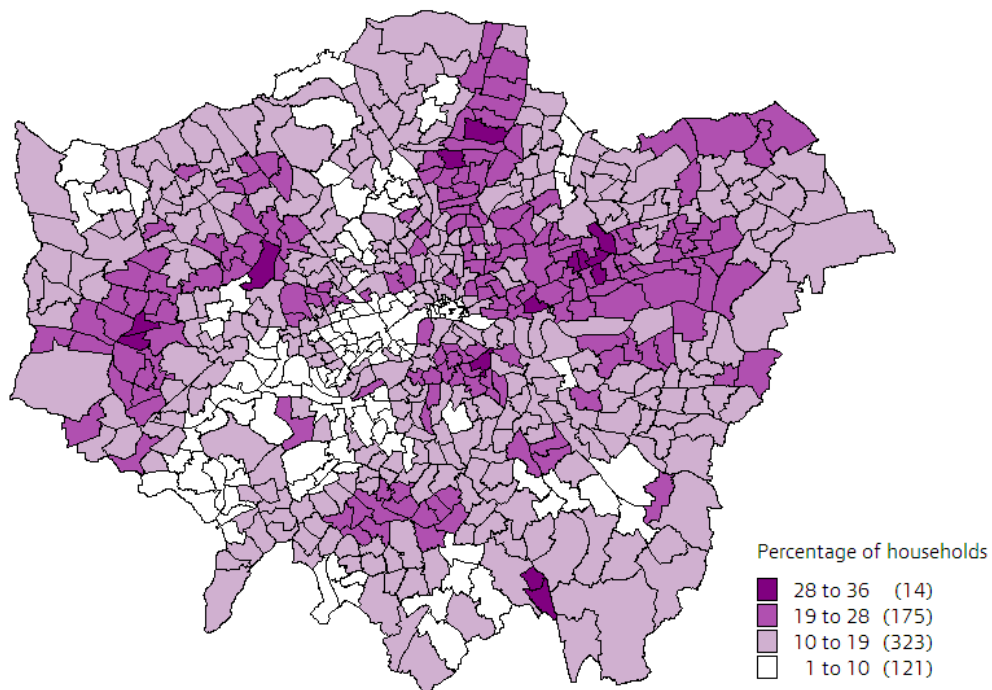 Percentage of households
28 to 36 (14)
19 to 28 (175)
10 to 19 (323)
1 to 10 (121)